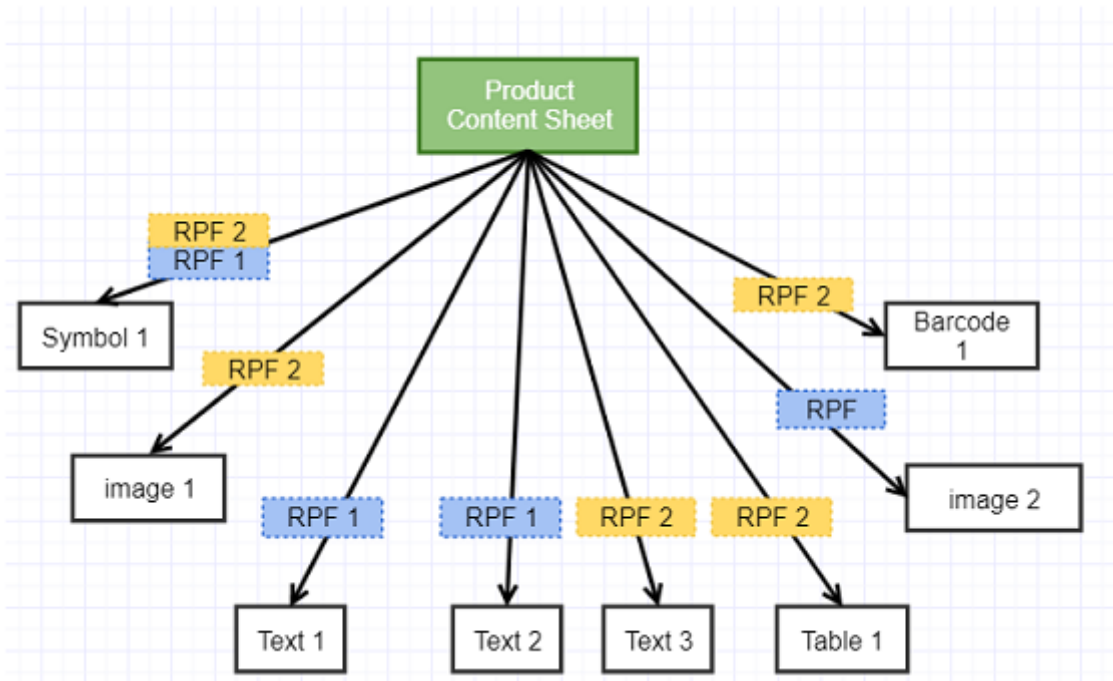 Product
Content Sheet
RPF 2
RPF 1
Symbol 1
RPF 2
Barcode
1
RPF 2
RPF
image 1
image 2
RPF 1
RPF 1
RPF 2
RPF 2
Text 1
Text 2
Text 3
Table 1